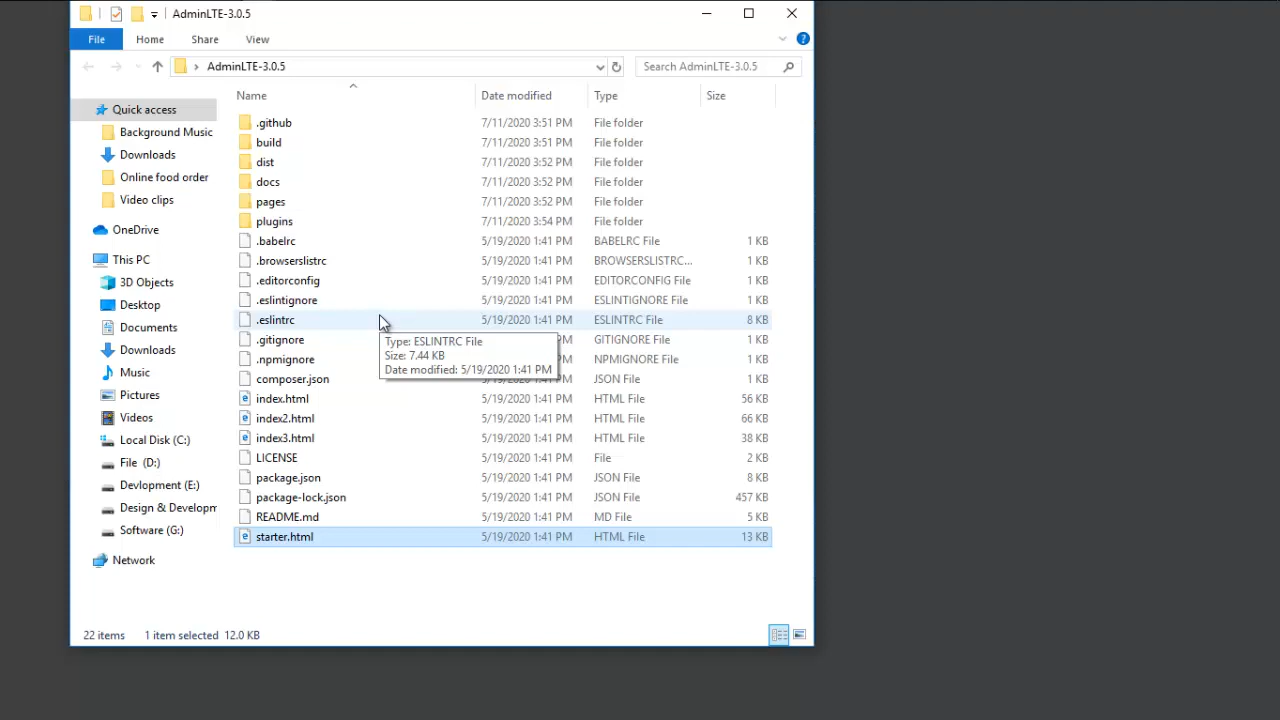 AdminLTE-3.0.5
File Home Share View
AdminLTE-3.0.5 Search AdminLTE-3.0.5
Name Date modified Type Size
Quick access
Background Music
Downloads
Online food order
Video clips
OneDrive
This PC
3D Objects
Desktop
Documents
Downloads
Music
Pictures
Videos
Local Disk (C:)
File (D:)
Devlopment (E:)
Design & Developm
Software (G:)
Network
.github 7/11/2020 3:51 PM File folder
build 7/11/2020 3:51 PM File folder
dist 7/11/2020 3:52 PM File folder
docs 7/11/2020 3:52 PM File folder
pages 7/11/2020 3:52 PM File folder
plugins 7/11/2020 3:54 PM File folder
.babelrc 5/19/2020 1:41 PM BABELRC File 1 KB
.browserslistrc 5/19/2020 1:41 PM BROWSERSLISTRC... 1 KB
.editorconfig 5/19/2020 1:41 PM EDITORCONFIG File 1 KB
.eslintignore 5/19/2020 1:41 PM ESLINTIGNORE File 1 KB
.eslintrc 5/19/2020 1:41 PM ESLINTRC File 8 KB
.gitignore GITIGNORE File 1 KB
.npmignore NPMIGNORE File 1 KB
composer.json 5/19/2020 1:41 PM JSON File 1 KB
Type: ESLINTRC File
Size: 7.44 KB
Date modified: 5/19/2020 1:41 PM
index.html 5/19/2020 1:41 PM HTML File 56 KB
index2.html 5/19/2020 1:41 PM HTML File 66 KB
index3.html 5/19/2020 1:41 PM HTML File 38 KB
LICENSE 5/19/2020 1:41 PM File 2 KB
package.json 5/19/2020 1:41 PM JSON File 8 KB
package-lock.json 5/19/2020 1:41 PM JSON File 457 KB
README.md 5/19/2020 1:41 PM MD File 5 KB
starter.html 5/19/2020 1:41 PM HTML File 13 KB
22 items 1 item selected 12.0 KB